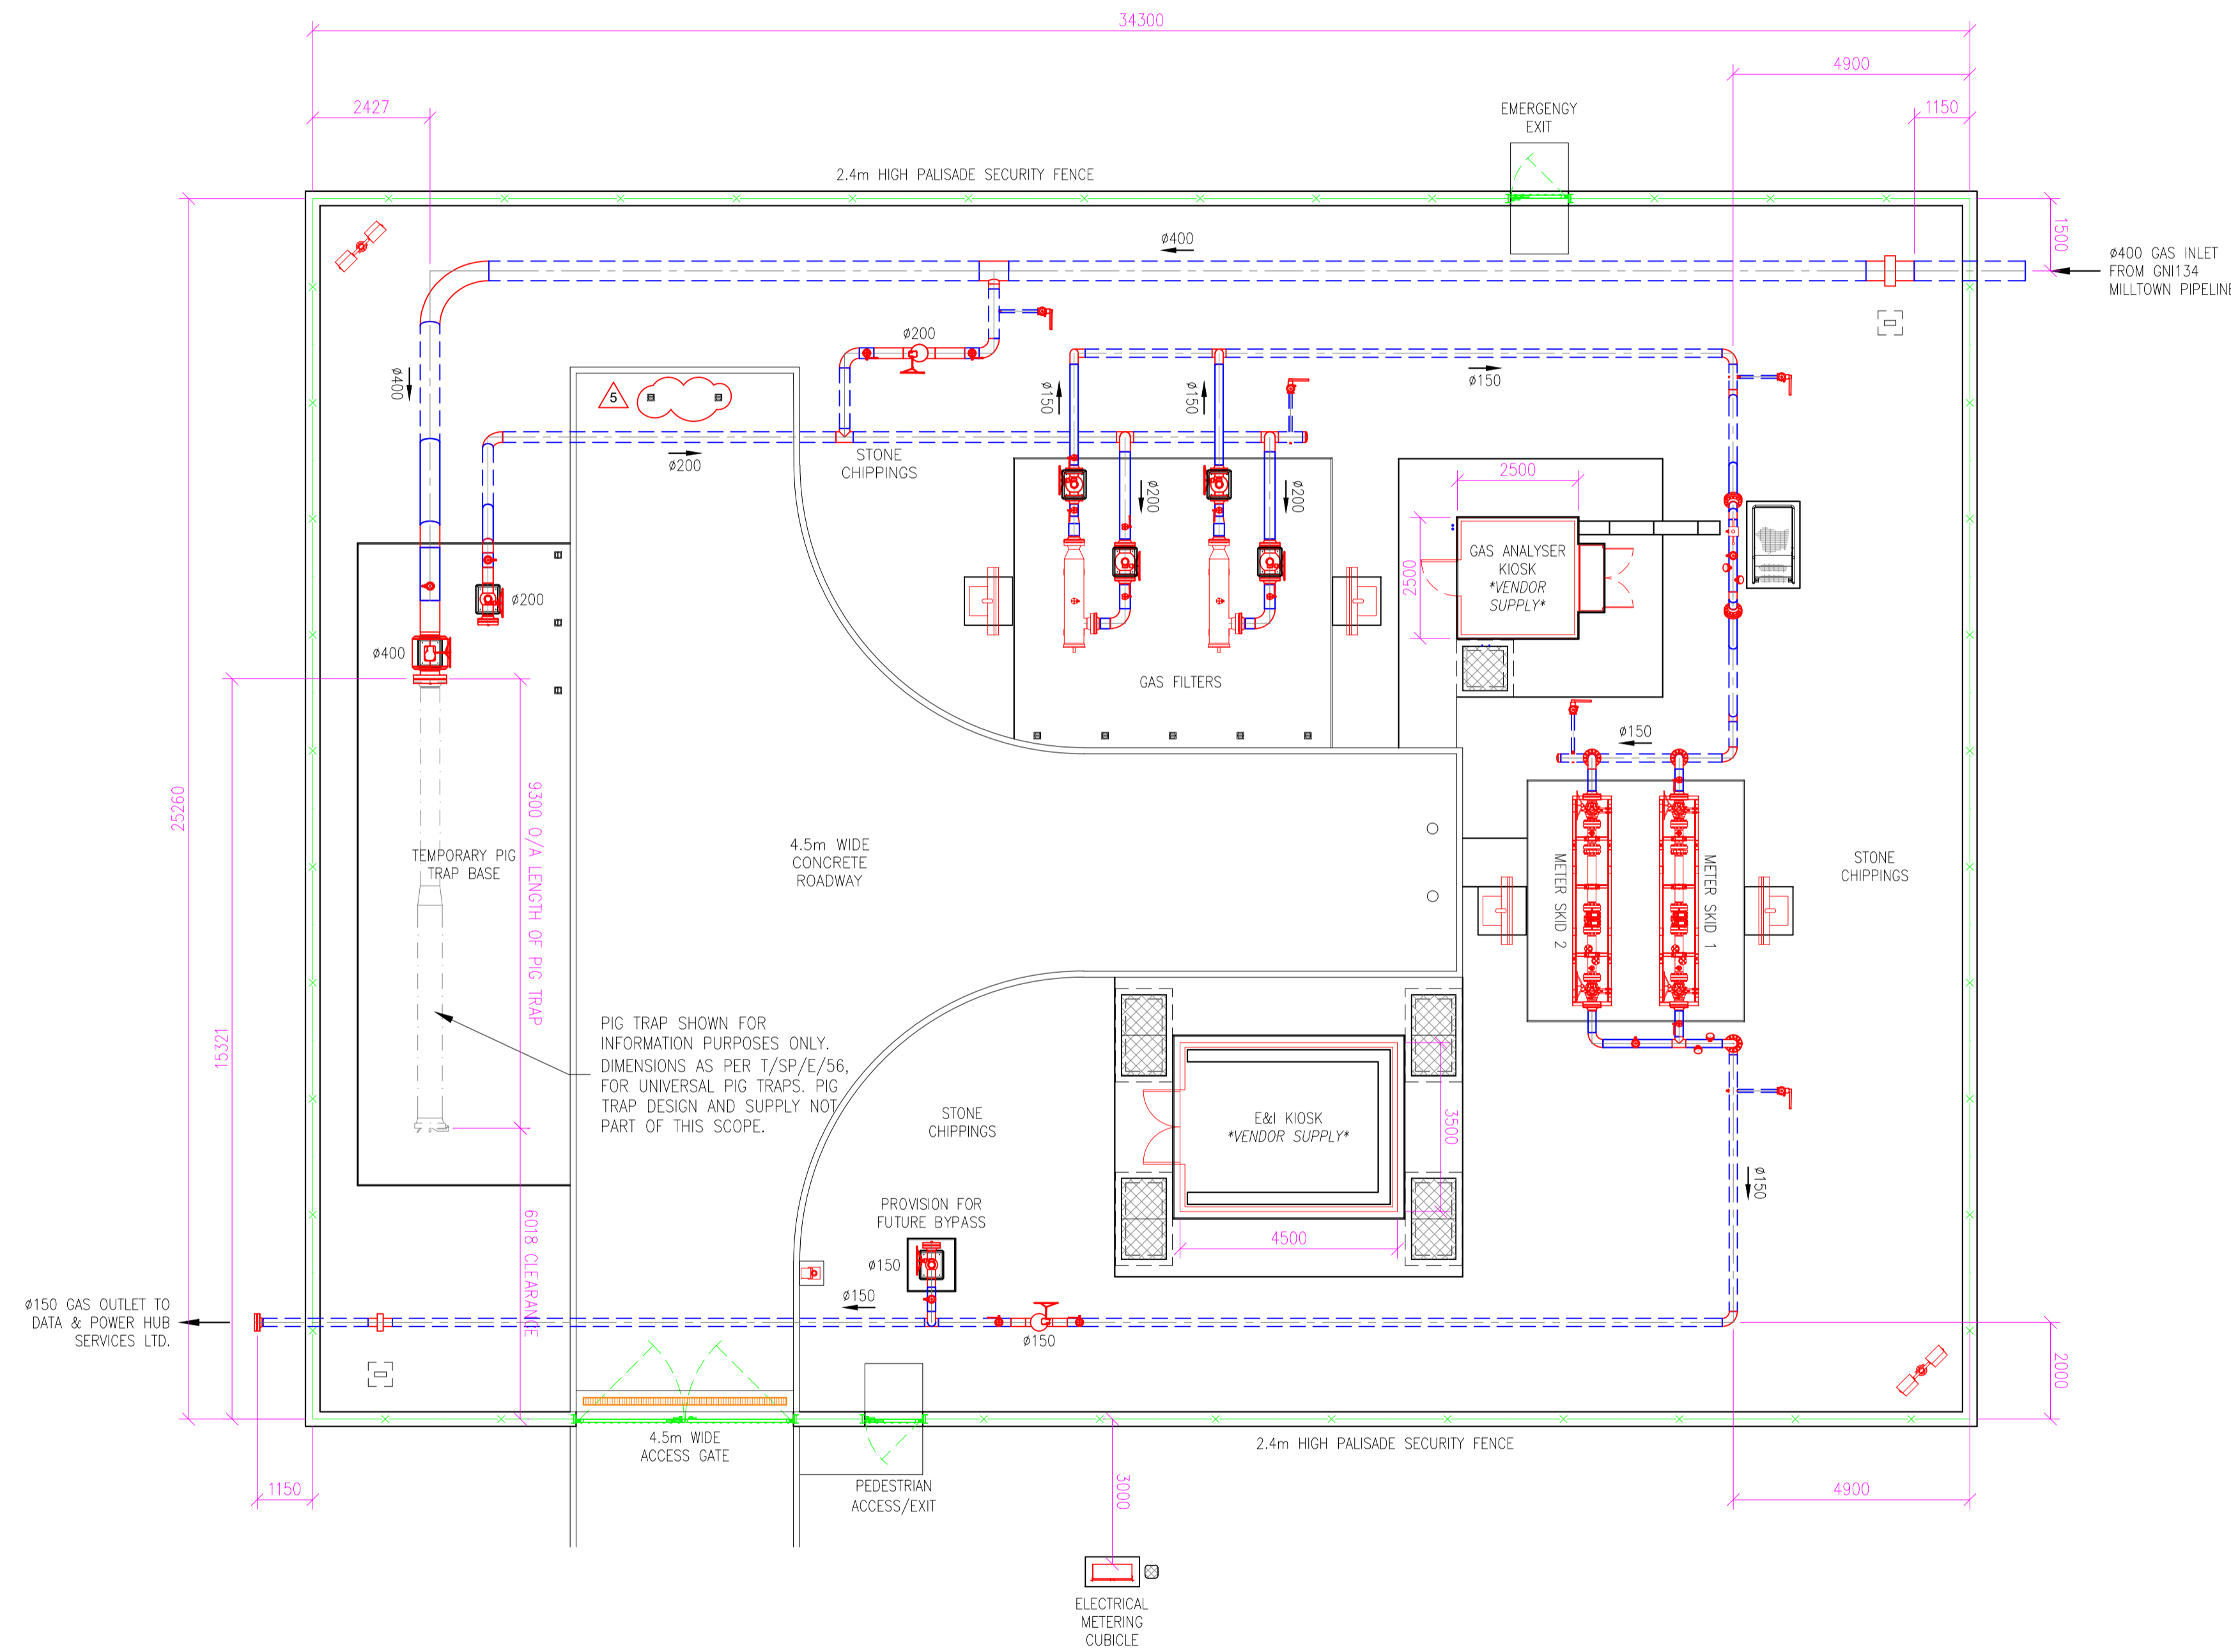 34300
4900
2427
1150
EMERGENGY
EXIT
2.4m HIGH PALISADE SECURITY FENCE
1500
ø400
ø400 GAS INLET
FROM GNI134
MILLTOWN PIPELINE
ø200
ø400
5
ø150
ø150
ø150
ø200
STONE
CHIPPINGS
ø200
ø200
2500
2500
GAS ANALYSER
KIOSK
*VENDOR
SUPPLY*
ø200
ø400
GAS FILTERS
ø150
25260
15321
9300 O/A LENGTH OF PIG TRAP
TEMPORARY PIG
TRAP BASE
4.5m WIDE
CONCRETE
ROADWAY
METER SKID 2
METER SKID 1
STONE
CHIPPINGS
PIG TRAP SHOWN FOR
INFORMATION PURPOSES ONLY.
DIMENSIONS AS PER T/SP/E/56,
FOR UNIVERSAL PIG TRAPS. PIG
TRAP DESIGN AND SUPPLY NOT
PART OF THIS SCOPE.
STONE
CHIPPINGS
E&I KIOSK
*VENDOR SUPPLY*
3500
4500
ø150
PROVISION FOR
FUTURE BYPASS
ø150
6018 CLEARANCE
ø150
ø150
ø150 GAS OUTLET TO
DATA & POWER HUB
SERVICES LTD.
2000
4.5m WIDE
ACCESS GATE
2.4m HIGH PALISADE SECURITY FENCE
PEDESTRIAN
ACCESS/EXIT
1150
3000
4900
ELECTRICAL
METERING
CUBICLE